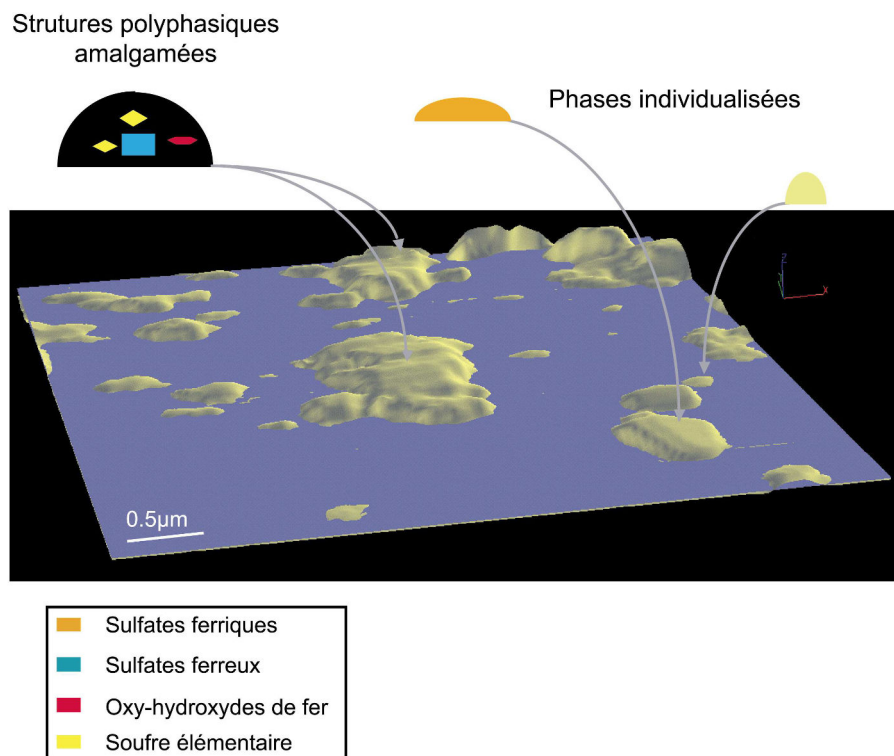 Strutures polyphasiques
amalgamées
Phases individualisées
Z
X
0.5µm
Sulfates ferriques
Sulfates ferreux
Oxy-hydroxydes de fer
Soufre élémentaire